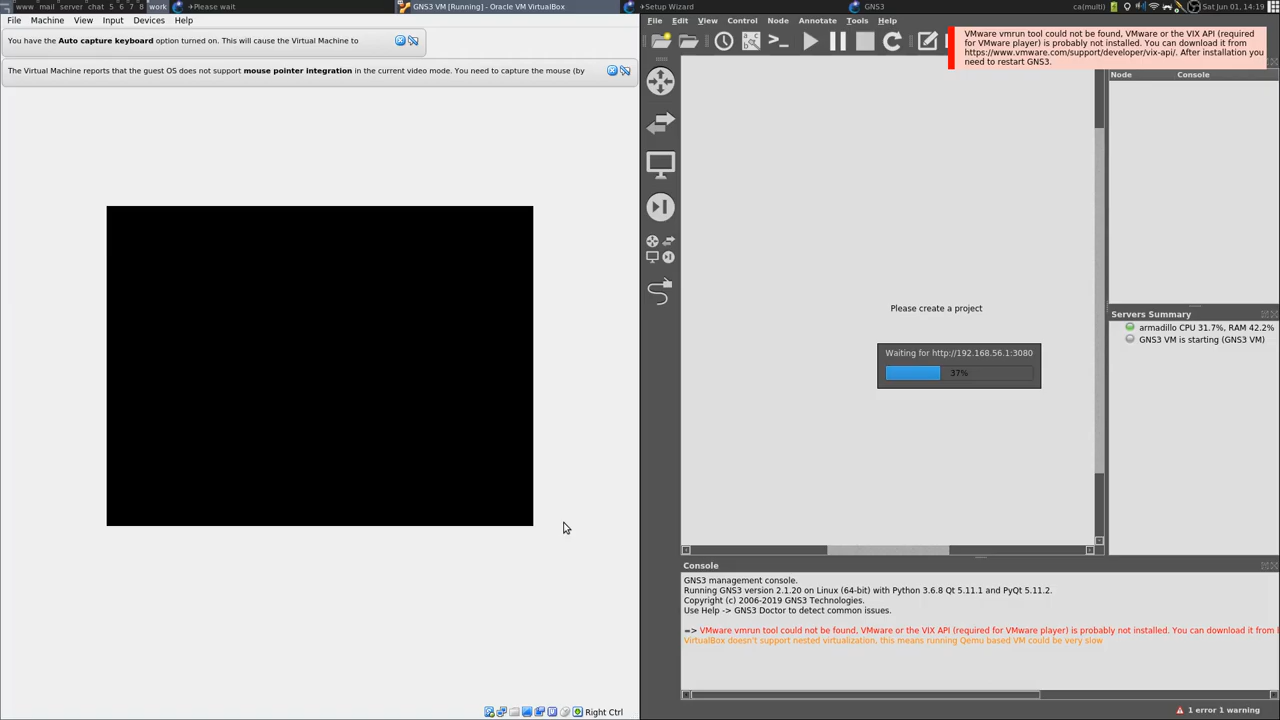 www mail server chat 5 6 7 8 work Please wait GNS3 VM [Running] - Oracle VM VirtualBox Setup Wizard GNS3 ca(multi) Sat Jun 01, 14:19
File Machine View Input Devices Help
You have the Auto capture keyboard option turned on. This will cause the Virtual Machine to
The Virtual Machine reports that the guest OS does not support mouse pointer integration in the current video mode. You need to capture the mouse (by
Right Ctrl
File Edit View Control Node Annotate Tools Help
VMware vmrun tool could not be found, VMware or the VIX API (required
for VMware player) is probably not installed. You can download it from
https://www.vmware.com/support/developer/vix-api/. After installation you
need to restart GNS3.
Node Console
Please create a project
Waiting for http://192.168.56.1:3080
37%
Servers Summary
armadillo CPU 31.7%, RAM 42.2%
GNS3 VM is starting (GNS3 VM)
Console
GNS3 management console.
Running GNS3 version 2.1.20 on Linux (64-bit) with Python 3.6.8 Qt 5.11.1 and PyQt 5.11.2.
Copyright (c) 2006-2019 GNS3 Technologies.
Use Help -> GNS3 Doctor to detect common issues.
=> VMware vmrun tool could not be found, VMware or the VIX API (required for VMware player) is probably not installed. You can download it from
VirtualBox doesn't support nested virtualization, this means running Qemu based VM could be very slow
1 error 1 warning